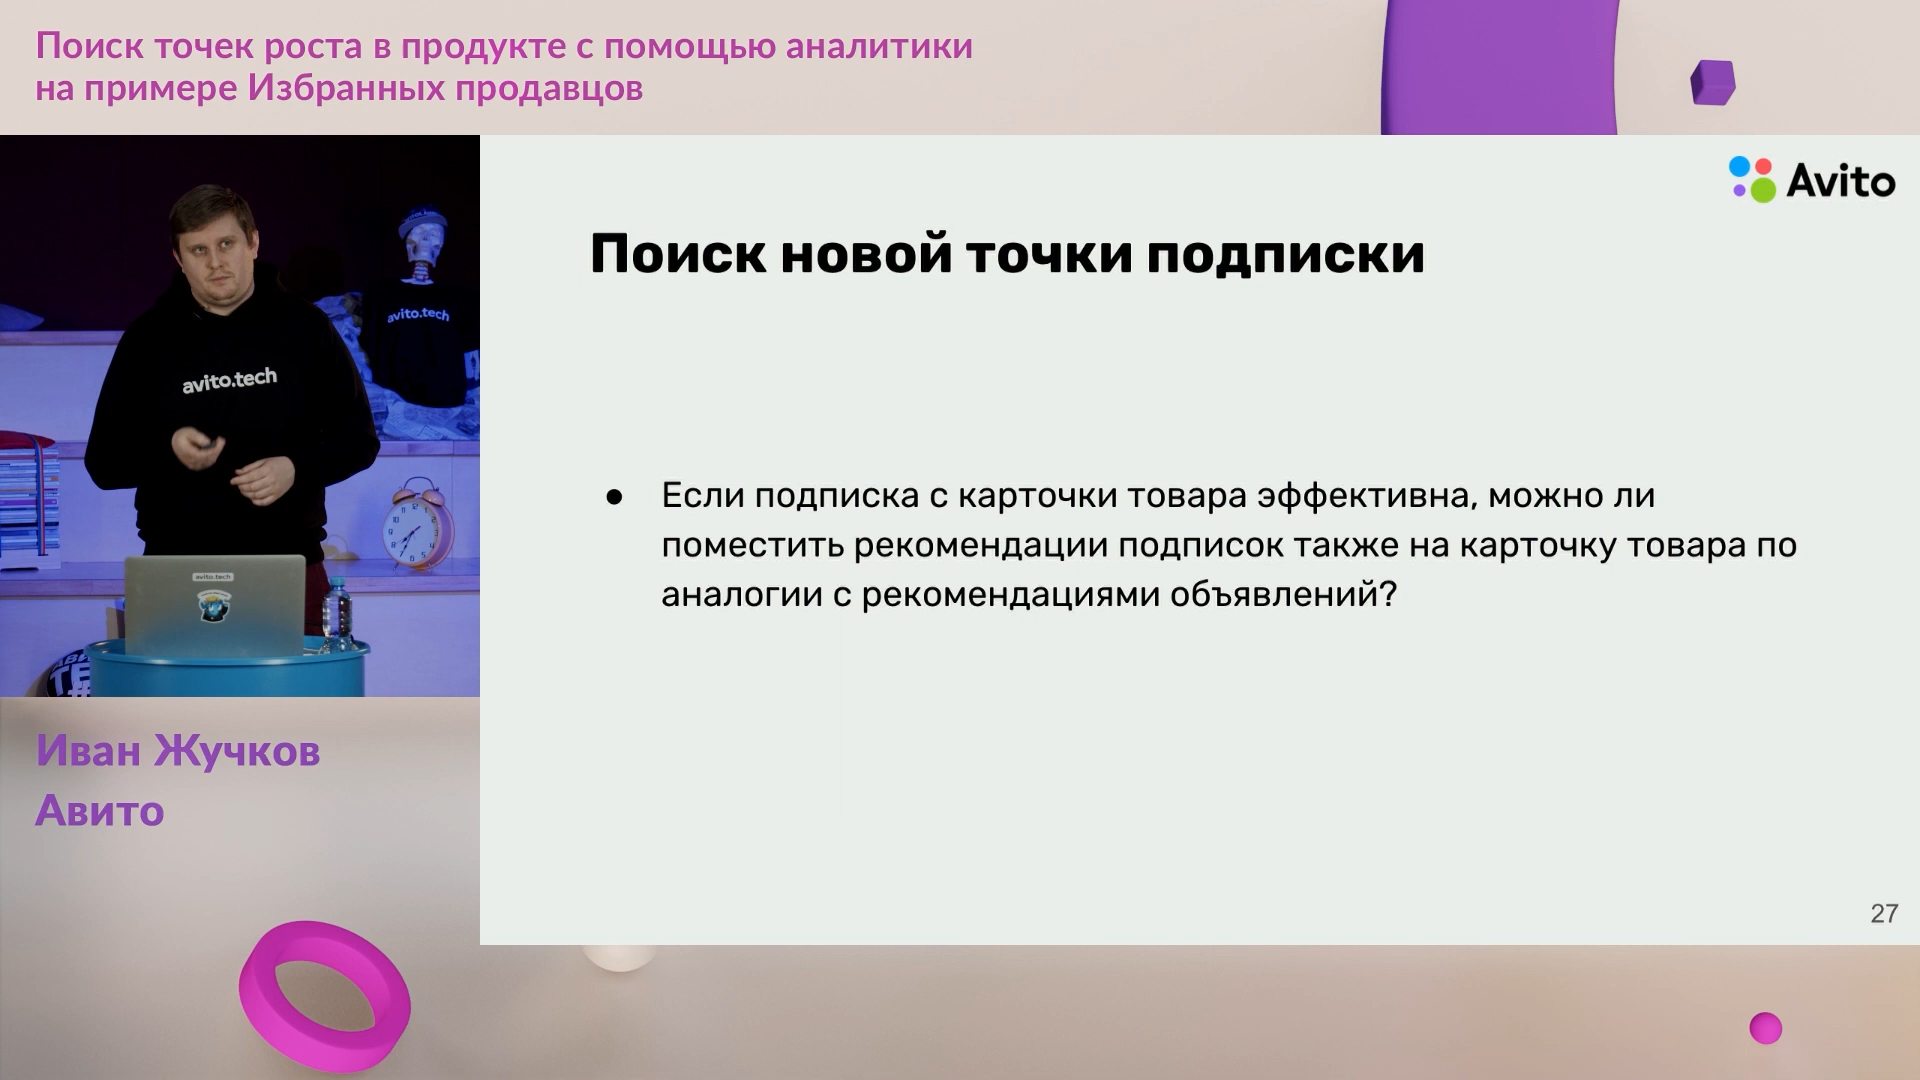 Поиск точек роста в продукте с помощью аналитики
на примере Избранных продавцов
Avito
Поиск новой точки подписки
● Если подписка с карточки товара эффективна, можно ли
поместить рекомендации подписок также на карточку товара по
аналогии с рекомендациями объявлений?
27
avito.tech
avito.tech
avito.tech
Иван Жучков
Авито